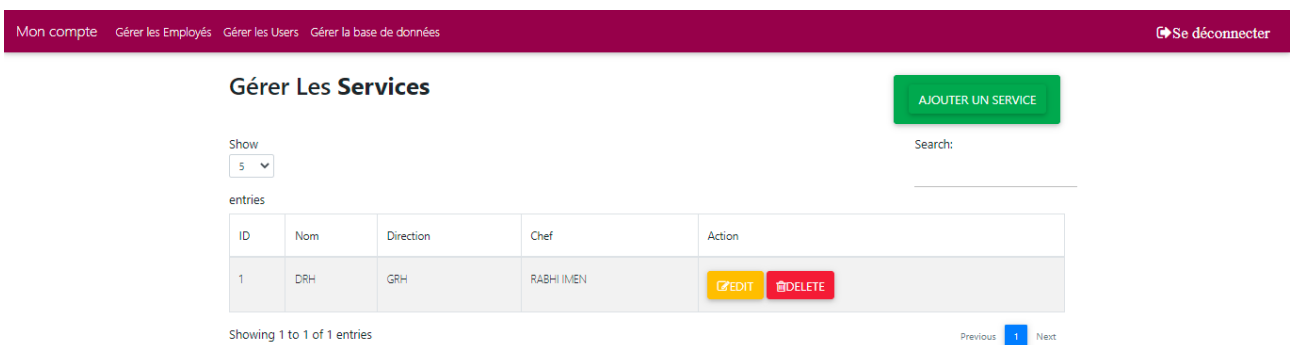 Mon compte Gérer les Employés Gérer les Users Gérer la base de données Se déconnecter
Gérer Les Services
AJOUTER UN SERVICE
Show
Search:
5
entries
ID Nom Direction Chef Action
1 DRH GRH RABHI IMEN EDIT DELETE
Showing 1 to 1 of 1 entries Previous 1 Next